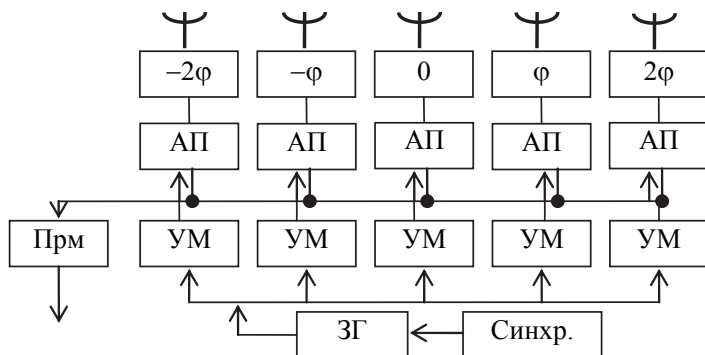 –2φ –φ 0 φ 2φ
АП АП АП АП АП
Прм УМ УМ УМ УМ УМ
ЗГ Синхр.